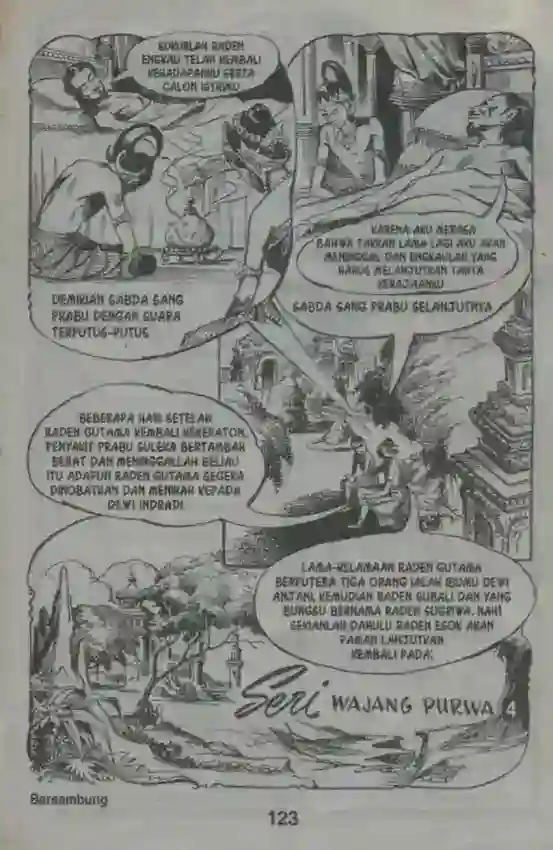 SUKURLAH RADEN
ENGKAU TELAH KEMBALI
KEHADAPANKU SERTA
CALON ISTRIMU
DEMIKIAN SABDA SANG
PRABU DENGAN SUARA
TERPUTUS-PUTUS
KARENA AKU MERASA
BAHWA TAKKAN LAMA LAGI AKU AKAN
MENINGGAL DAN ENGKAULAH YANG
HARUS MELANJUTKAN TAHTA
KERAJAANKU
SABDA SANG PRABU SELANJUTNYA
BEBERAPA HARI SETELAH
RADEN GUTAMA KEMBALI KEKERATON,
PENYAKIT PRABU SULEKA BERTAMBAH
BERAT DAN MENINGGALLAH BELIAU
ITU ADAPUN RADEN GUTAMA SEGERA
DINOBATKAN DAN MENIKAH KEPADA
DEWI INDRADI
LAMA-KELAMAAN RADEN GUTAMA
BERPUTERA TIGA ORANG IALAH IBUMU DEWI
ANJANI, KEMUDIAN RADEN SUBALI DAN YANG
BUNGSU BERNAMA RADEN SUGRIWA. NAH!
SEKIANLAH DAHULU RADEN ESOK AKAN
PAMAN LANJUTKAN
KEMBALI PADA:
Seri WAJANG PURWA 4
Bersambung
123